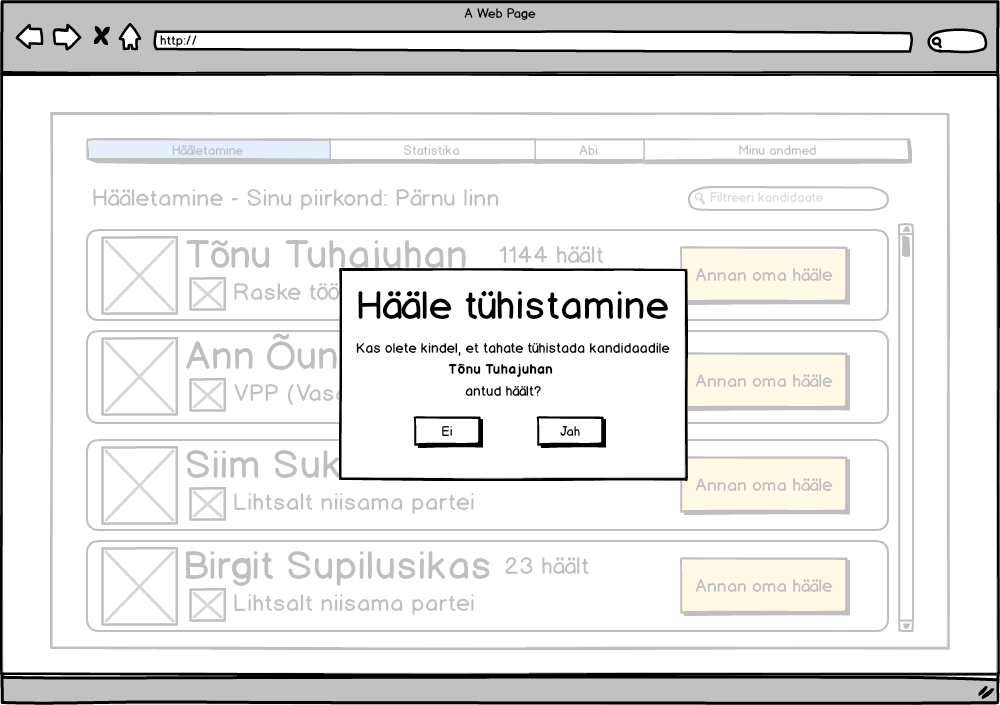 A Web Page
http://
Hääletamine
Statistika
Abi
Minu andmed
Hääletamine - Sinu piirkond: Pärnu linn
Filtreeri kandidaate
Tõnu Tuhajuhan
1144 häält
Raske töö
Annan oma hääle
Ann Õun
VPP (Vasa
Annan oma hääle
Hääle tühistamine
Kas olete kindel, et tahate tühistada kandidaadile
Tõnu Tuhajuhan
antud häält?
Ei
Jah
Siim Suk
Lihtsalt niisama partei
Annan oma hääle
Birgit Supilusikas
23 häält
Lihtsalt niisama partei
Annan oma hääle